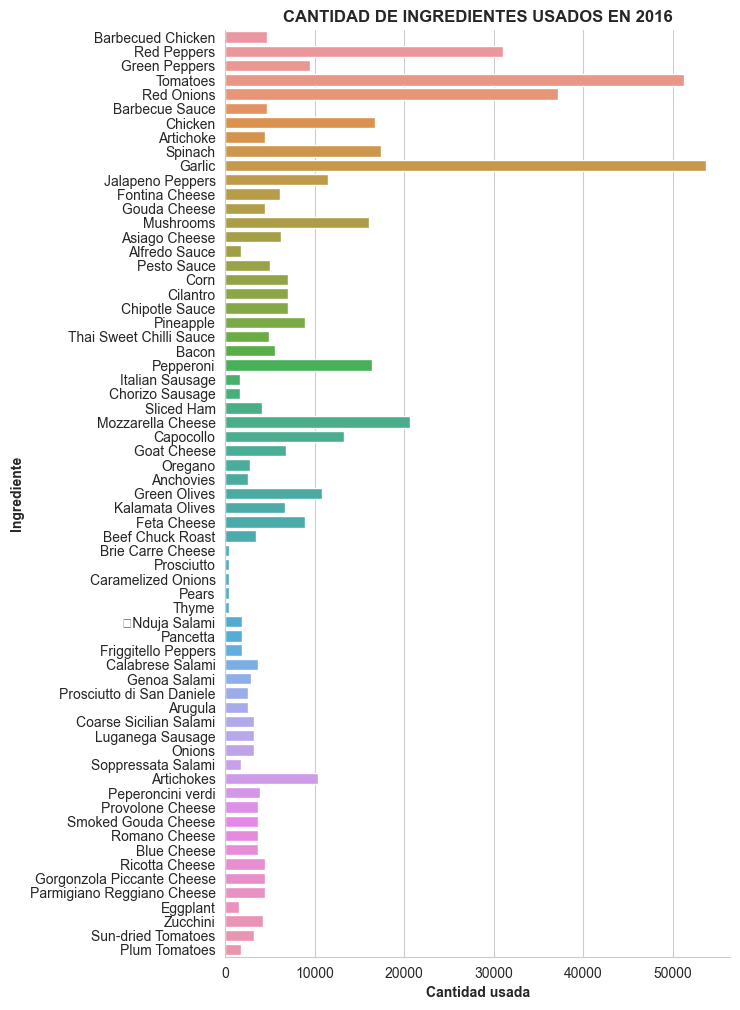 CANTIDAD DE INGREDIENTES USADOS EN 2016
Barbecued Chicken
Red Peppers
Green Peppers
Tomatoes
Red Onions
Barbecue Sauce
Chicken
Artichoke
Spinach
Garlic
Jalapeno Peppers
Fontina Cheese
Gouda Cheese
Mushrooms
Asiago Cheese
Alfredo Sauce
Pesto Sauce
Corn
Cilantro
Chipotle Sauce
Pineapple
Thai Sweet Chilli Sauce
Bacon
Pepperoni
Italian Sausage
Chorizo Sausage
Sliced Ham
Mozzarella Cheese
Capocollo
Goat Cheese
Oregano
Anchovies
Green Olives
Kalamata Olives
Feta Cheese
Beef Chuck Roast
Brie Carre Cheese
Prosciutto
Caramelized Onions
Pears
Thyme
▯Nduja Salami
Pancetta
Friggitello Peppers
Calabrese Salami
Genoa Salami
Prosciutto di San Daniele
Arugula
Coarse Sicilian Salami
Luganega Sausage
Onions
Soppressata Salami
Artichokes
Peperoncini verdi
Provolone Cheese
Smoked Gouda Cheese
Romano Cheese
Blue Cheese
Ricotta Cheese
Gorgonzola Piccante Cheese
Parmigiano Reggiano Cheese
Eggplant
Zucchini
Sun-dried Tomatoes
Plum Tomatoes
Ingrediente
0 10000 20000 30000 40000 50000
Cantidad usada